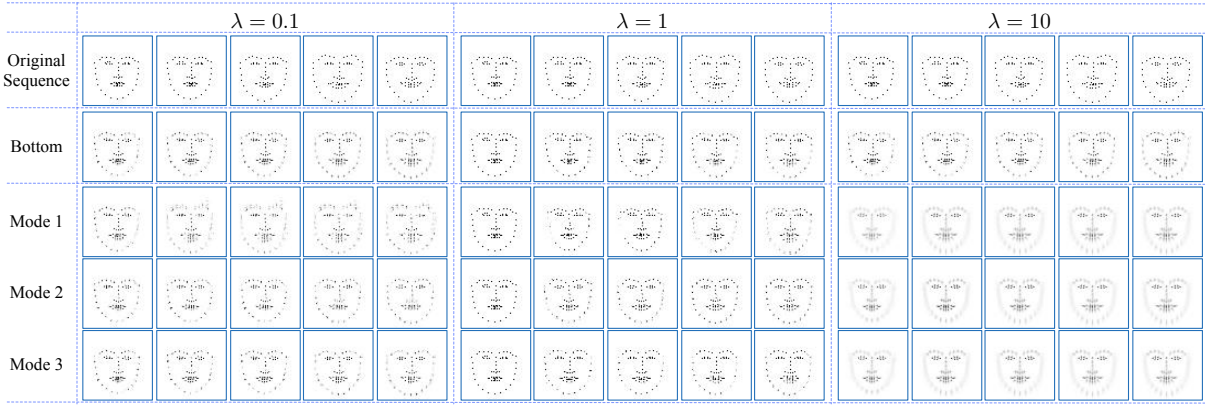 λ = 0.1
λ = 1
λ = 10
Original
Sequence
Bottom
Mode 1
Mode 2
Mode 3